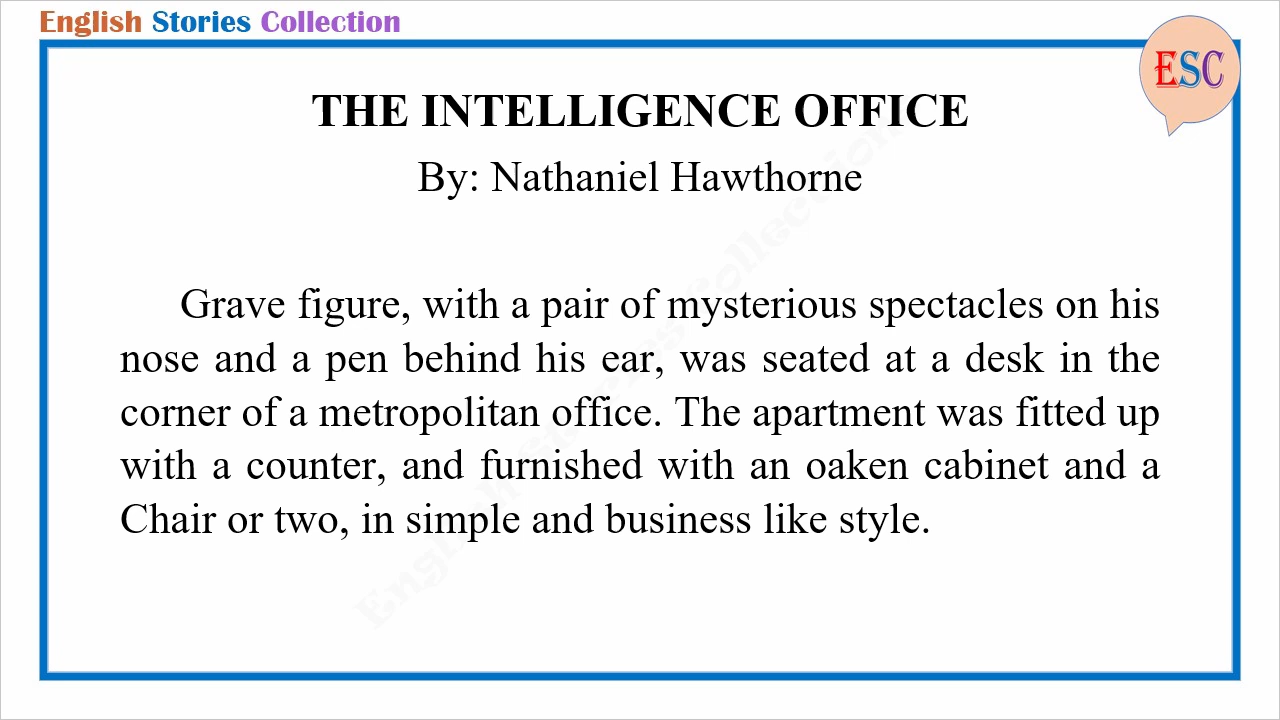 English Stories Collection
ESC
THE INTELLIGENCE OFFICE
By: Nathaniel Hawthorne
Grave figure, with a pair of mysterious spectacles on his
nose and a pen behind his ear, was seated at a desk in the
corner of a metropolitan office. The apartment was fitted up
with a counter, and furnished with an oaken cabinet and a
Chair or two, in simple and business like style.
English Stories Collection